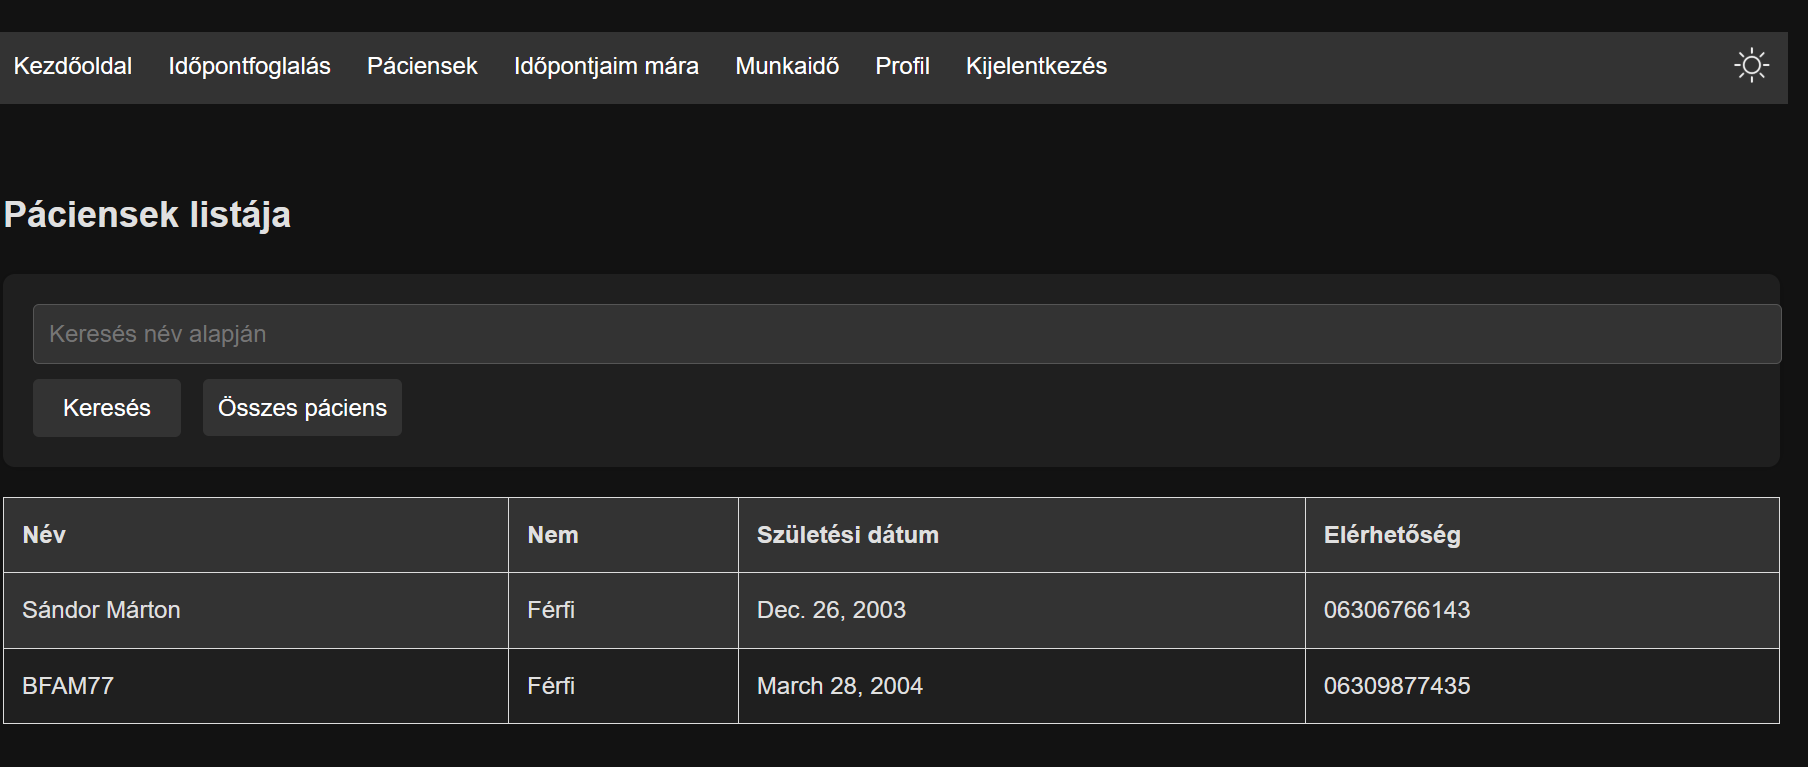 Kezdőoldal Időpontfoglalás Páciensek Időpontjaim mára Munkaidő Profil Kijelentkezés
Páciensek listája
Keresés név alapján
Keresés Összes páciens
Név Nem Születési dátum Elérhetőség
Sándor Márton Férfi Dec. 26, 2003 06306766143
BFAM77 Férfi March 28, 2004 06309877435